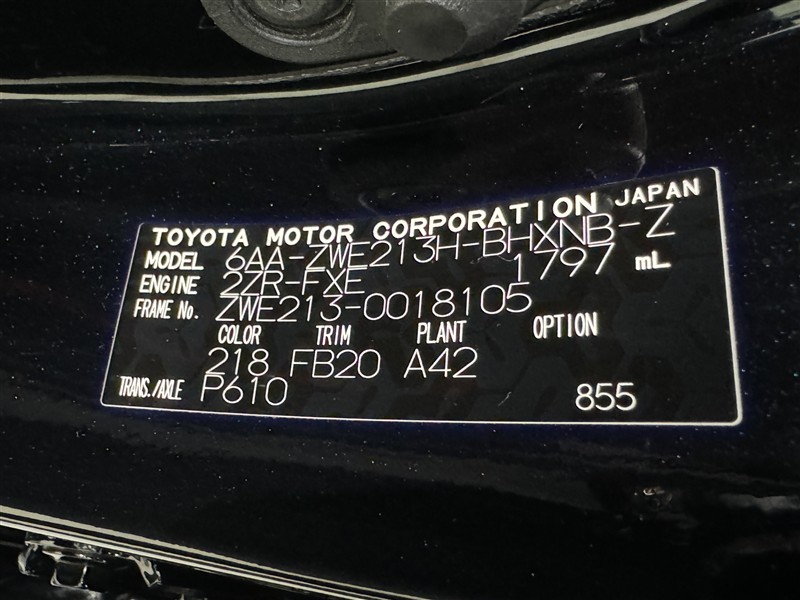 TOYOTA MOTOR CORPORATION JAPAN
MODEL 6AA-ZWE213H-BHXNB-Z
ENGINE 2ZR-FXE 1797 mL
FRAME No. ZWE213-0018105
COLOR TRIM PLANT OPTION
218 FB20 A42
TRANS./AXLE P610 855